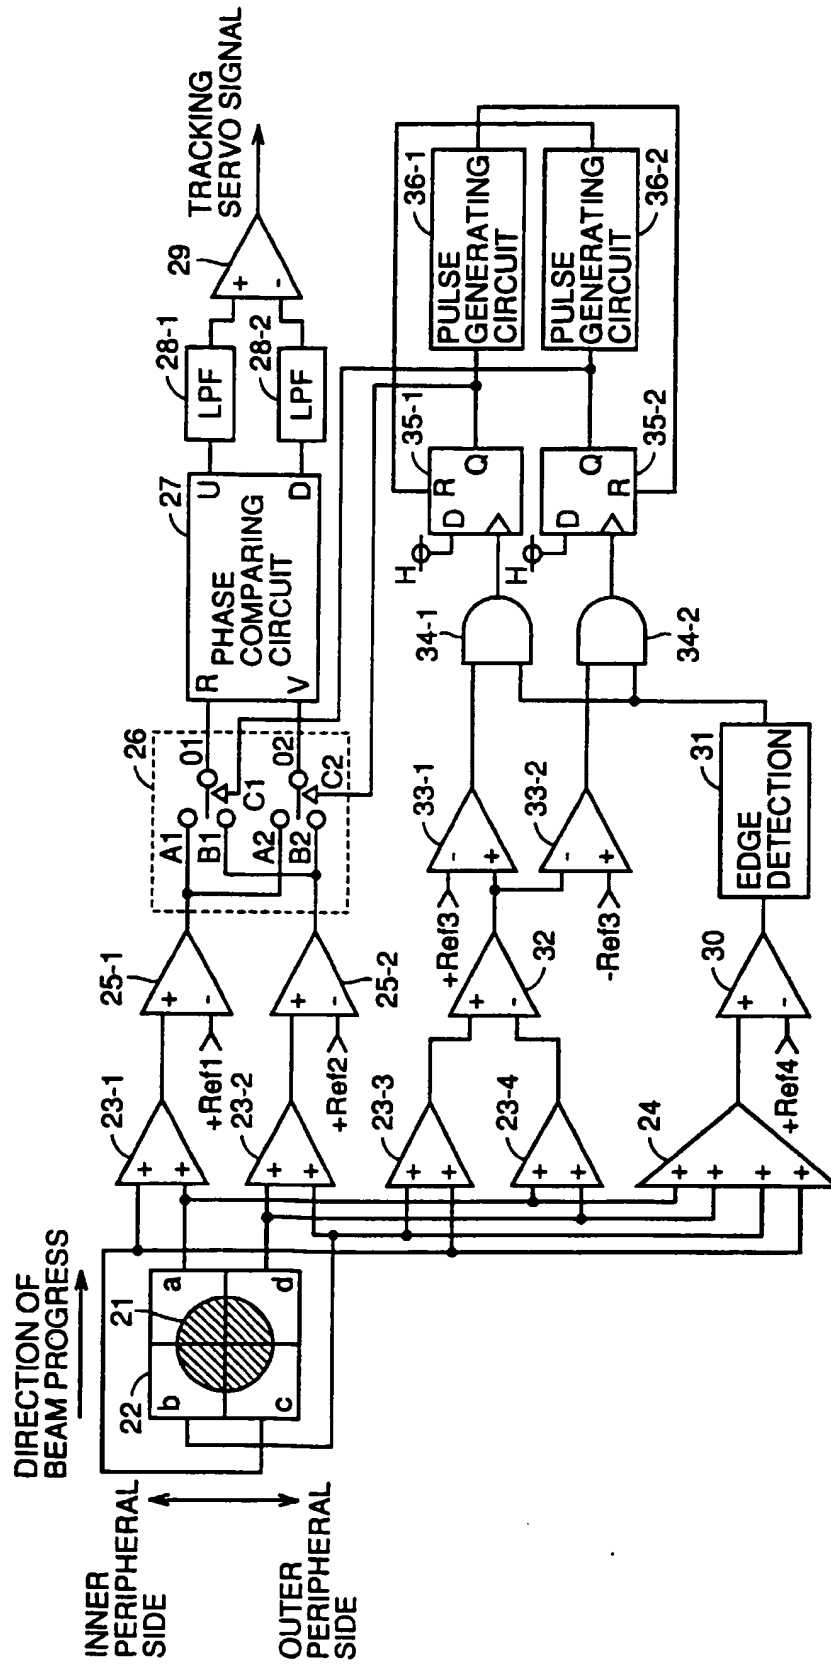 DIRECTION OF
BEAM PROGRESS
INNER
PERIPHERAL
SIDE
OUTER
PERIPHERAL
SIDE
22
21
b
a
c
d
23-1
+
+
23-2
+
+
23-3
+
+
23-4
+
+
24
+
+
+
+
25-1
+
-
+Ref1
25-2
+
-
+Ref2
26
A1
B1
A2
B2
01
02
C1
C2
27
R
V
PHASE
COMPARING
CIRCUIT
U
D
28-1
LPF
28-2
LPF
29
+
-
TRACKING
SERVO SIGNAL
32
+
-
+Ref3
33-1
-
+
33-2
-
+
-Ref3
30
+
-
+Ref4
31
EDGE
DETECTION
34-1
34-2
H
D
R
Q
35-1
H
D
R
Q
35-2
36-1
PULSE
GENERATING
CIRCUIT
36-2
PULSE
GENERATING
CIRCUIT